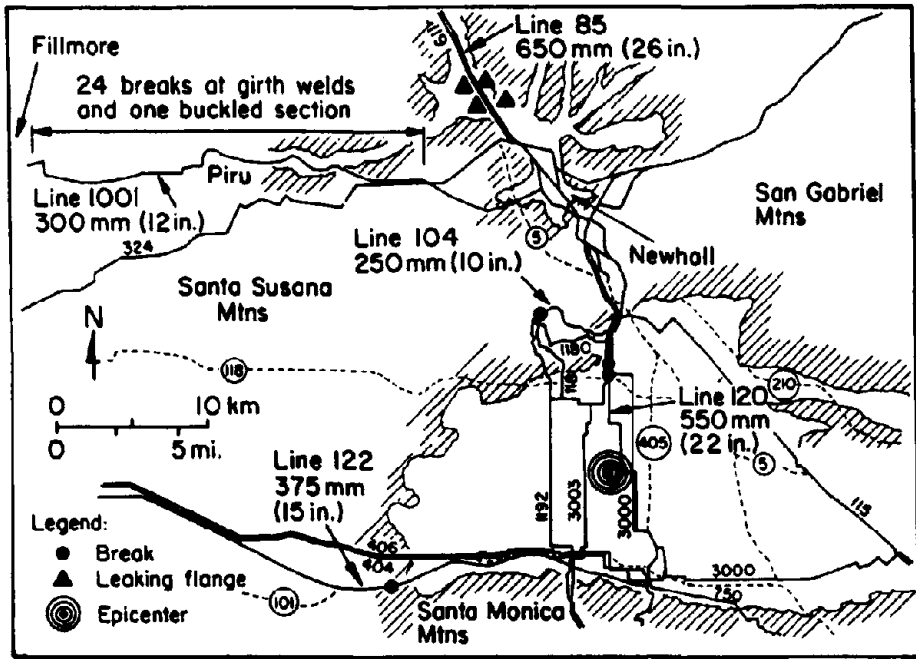 Fillmore
24 breaks at girth welds
and one buckled section
4119
Line 85
650 mm (26 in.)
Piru
Line 1001
300 mm (12 in.)
324
San Gabriel
Mtns
5
Newhall
Line 104
250 mm (10 in.)
Santa Susana
Mtns
N
118
1180
1181
210
0 10 km
0 5 mi.
Line 120
550 mm
(22 in.)
405
5
Line 122
375 mm
(15 in.)
1192
3003
3000
115
Legend:
Break
Leaking flange
Epicenter
406
404
101
3000
750
Santa Monica
Mtns